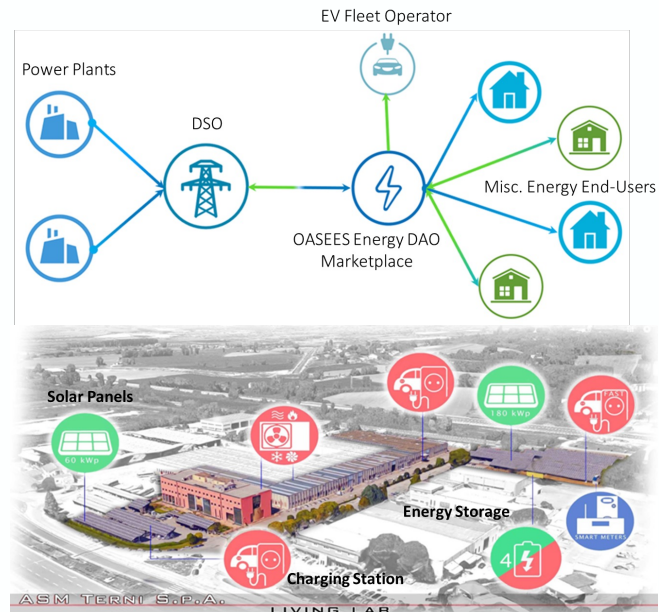 EV Fleet Operator
Power Plants
DSO
Misc. Energy End-Users
OASEES Energy DAO
Marketplace
Solar Panels
60 kWp
180 kWp
FAST
Energy Storage
4
SMART METERS
Charging Station
ASM TERNI S.P.A.
LIVING LAB